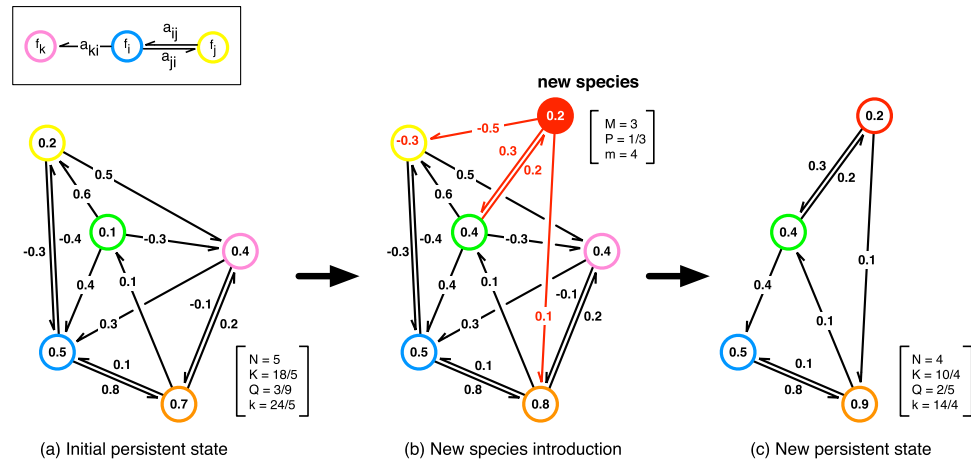 f_k
a_ki
f_i
a_ij
a_ji
f_j
0.2
0.5
0.6
-0.3
-0.4
0.1
-0.3
0.4
0.4
0.1
-0.1
0.3
0.2
0.5
0.1
0.8
0.7
N = 5
K = 18/5
Q = 3/9
k = 24/5
(a) Initial persistent state
new species
0.2
M = 3
P = 1/3
m = 4
-0.5
-0.3
0.3
0.2
0.5
0.6
-0.3
-0.4
0.4
-0.3
0.4
0.4
0.1
-0.1
0.3
0.1
0.2
0.5
0.1
0.8
0.8
(b) New species introduction
0.2
0.3
0.2
0.4
0.1
0.4
0.1
0.5
0.1
0.8
0.9
N = 4
K = 10/4
Q = 2/5
k = 14/4
(c) New persistent state